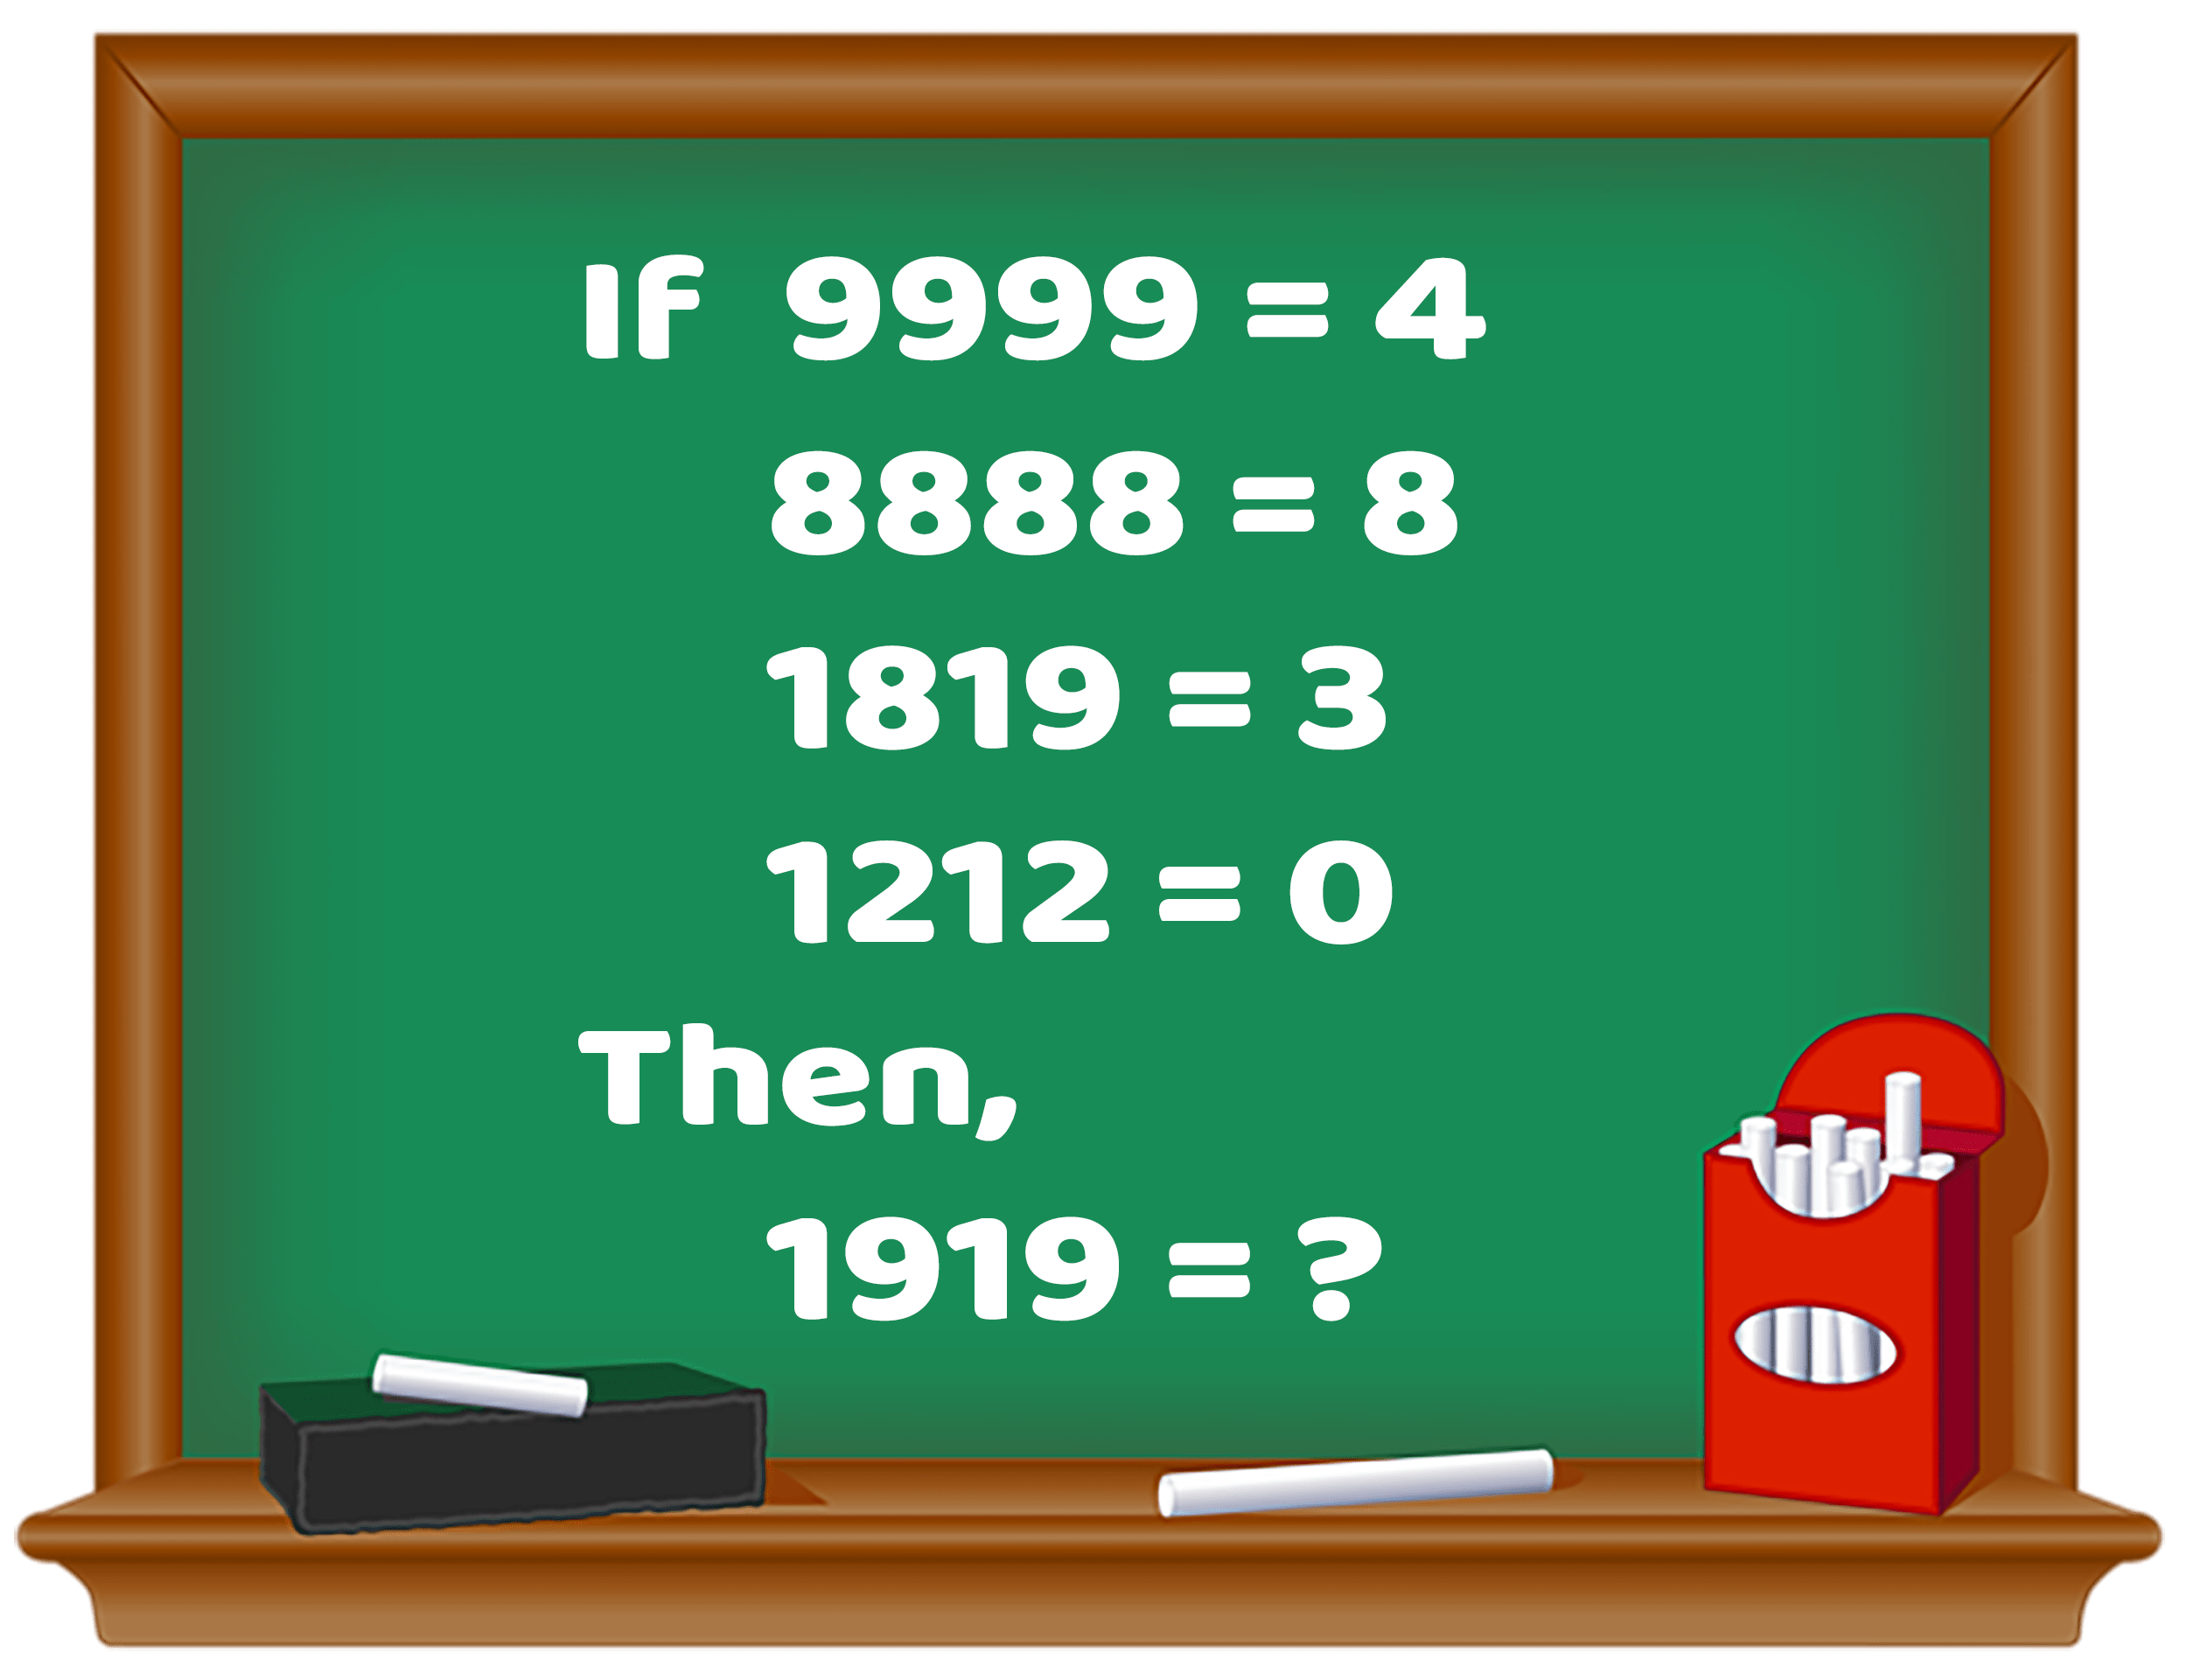 If 9999 = 4
8888 = 8
1819 = 3
1212 = 0
Then,
1919 = ?